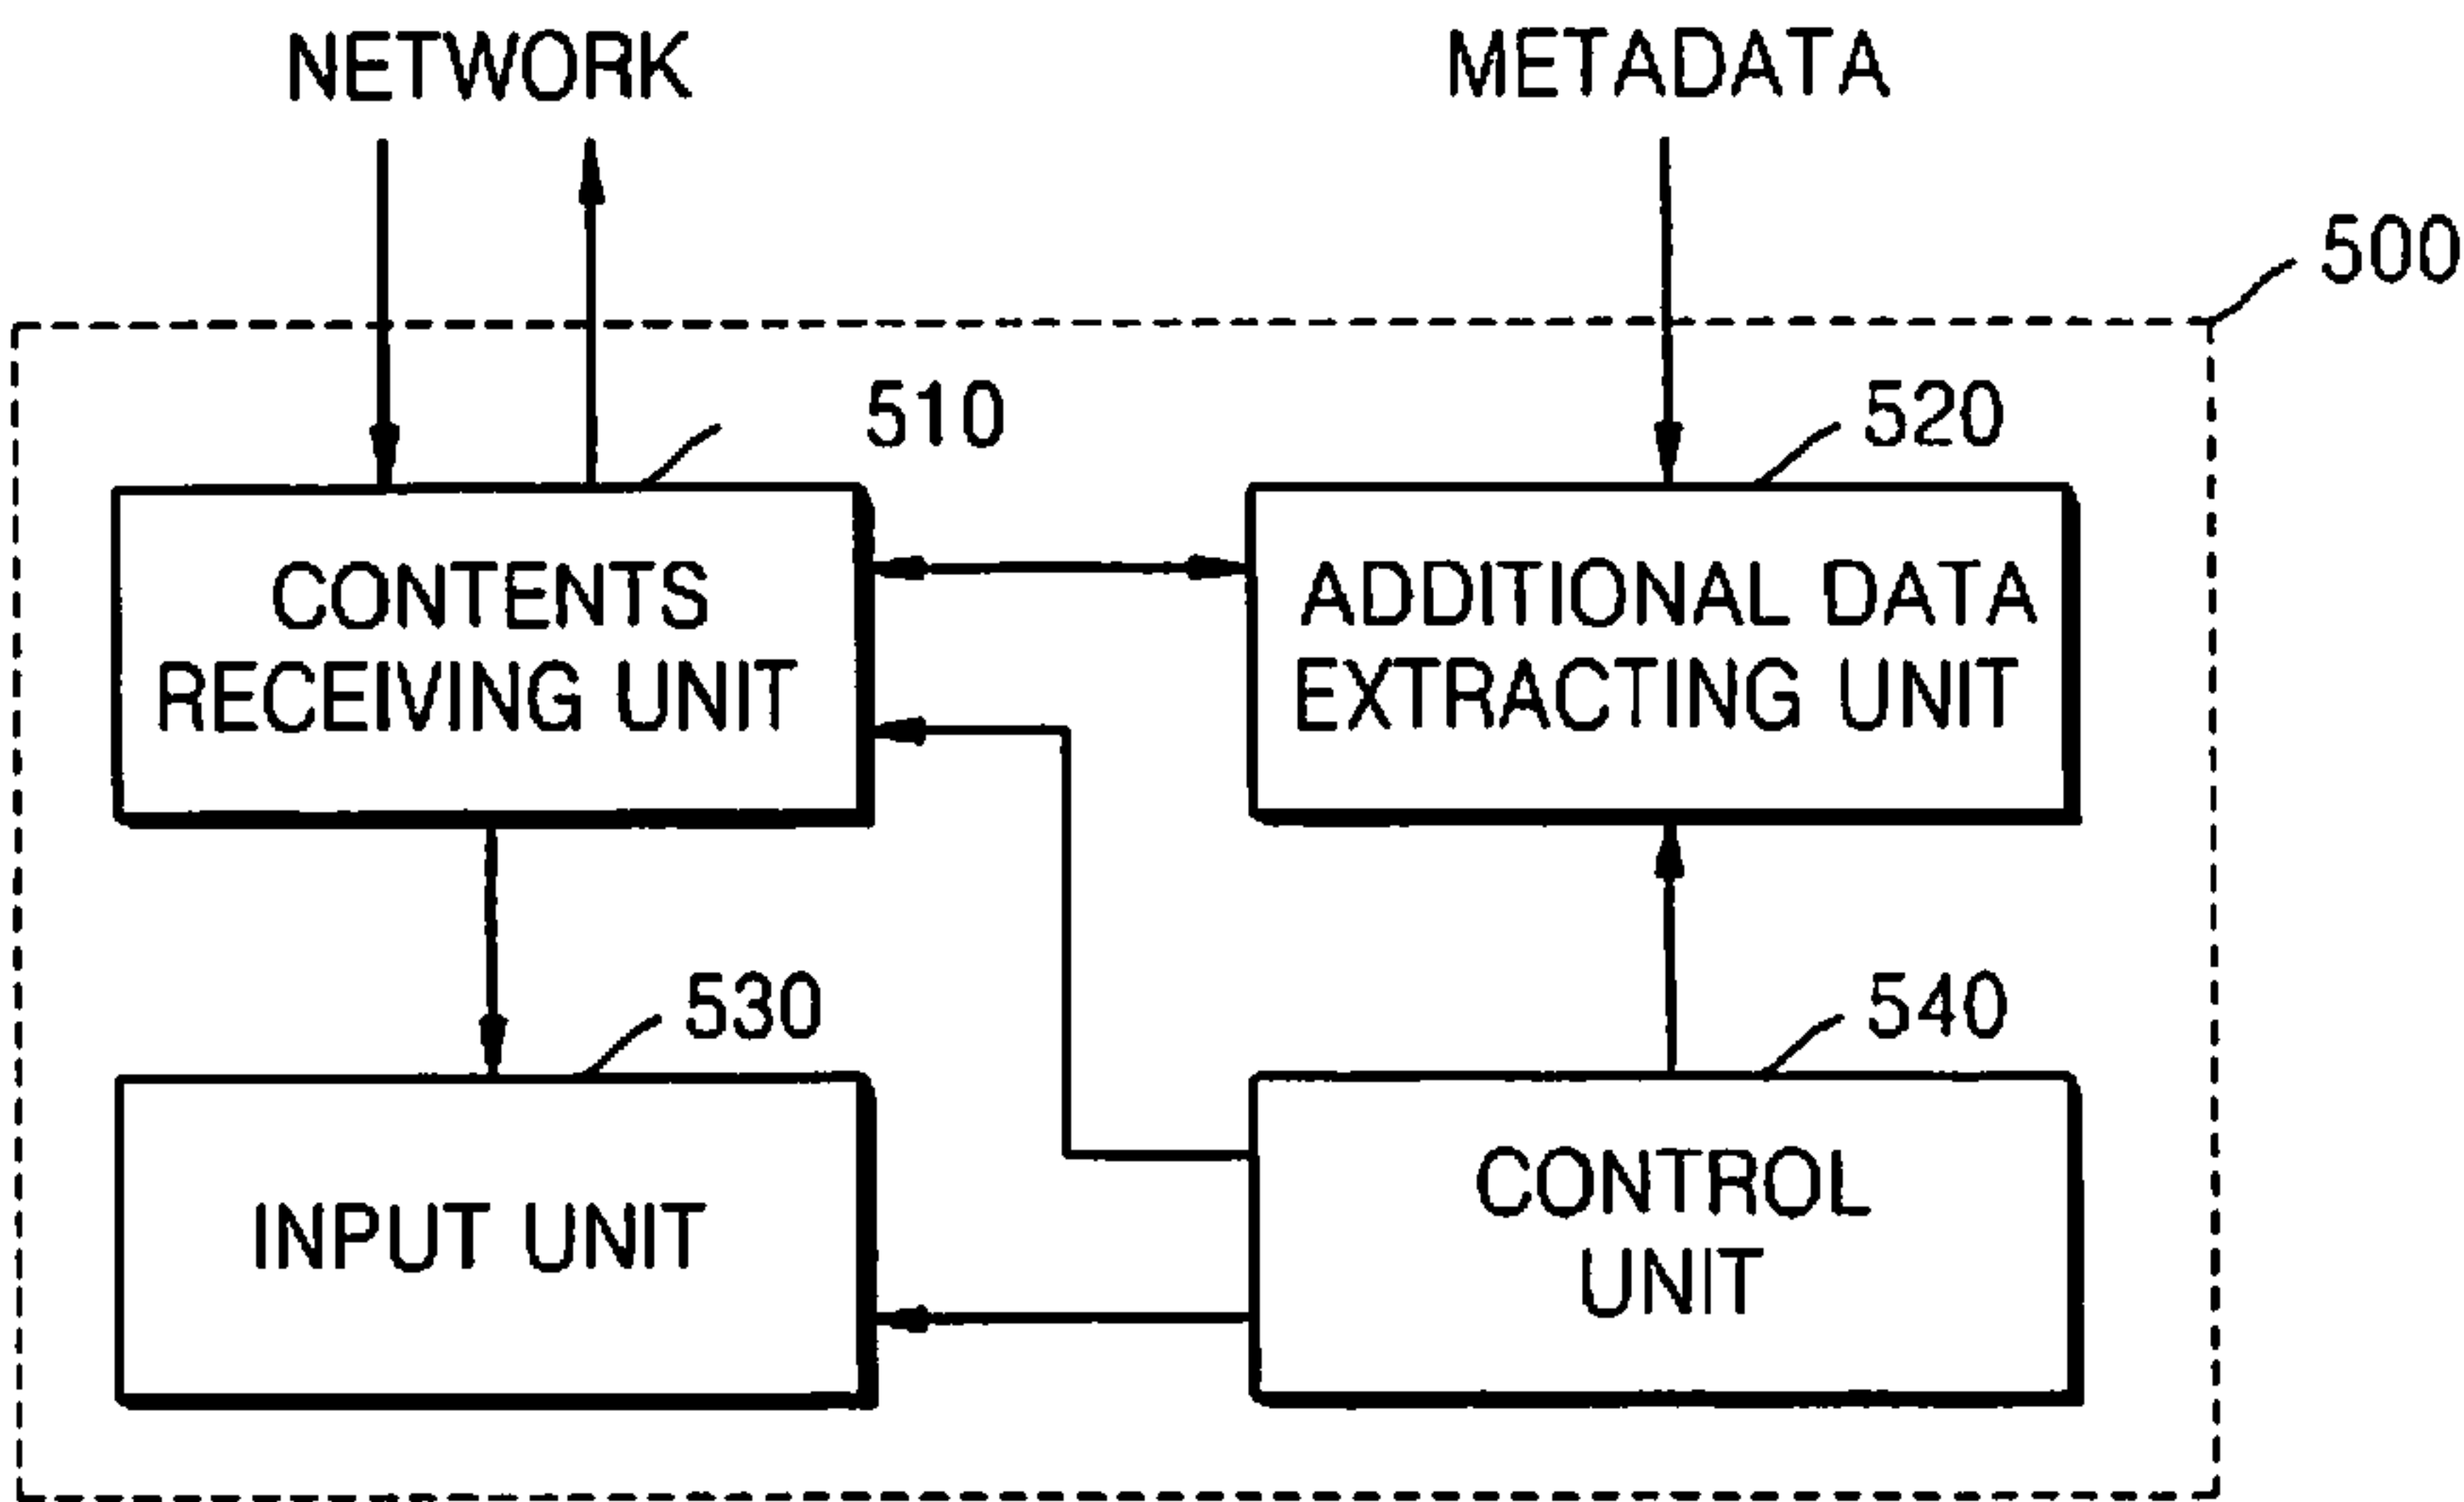 NETWORK
METADATA
500
510
520
CONTENTS
RECEIVING UNIT
ADDITIONAL DATA
EXTRACTING UNIT
530
540
INPUT UNIT
CONTROL
UNIT